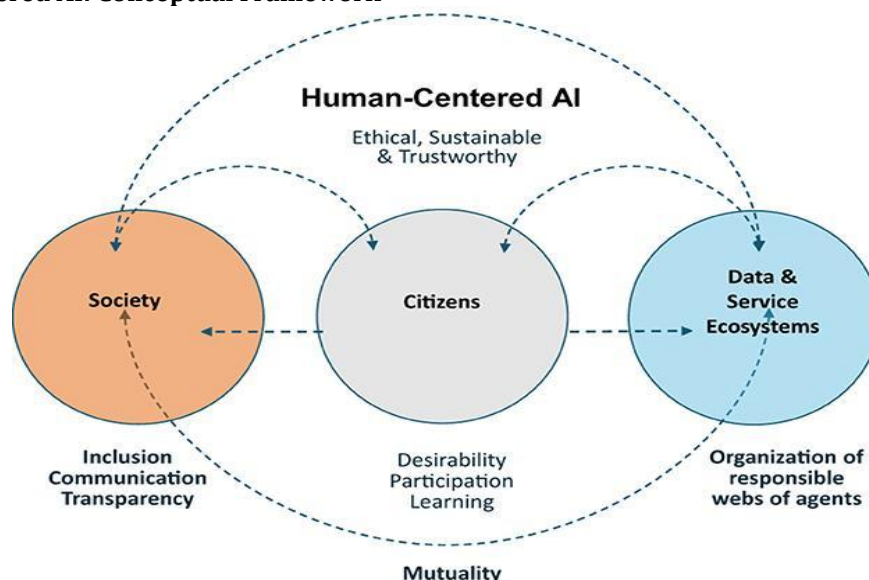 Human-Centered AI
Ethical, Sustainable
& Trustworthy
Society
Citizens
Data &
Service
Ecosystems
Inclusion
Communication
Transparency
Desirability
Participation
Learning
Organization of
responsible
webs of agents
Mutuality